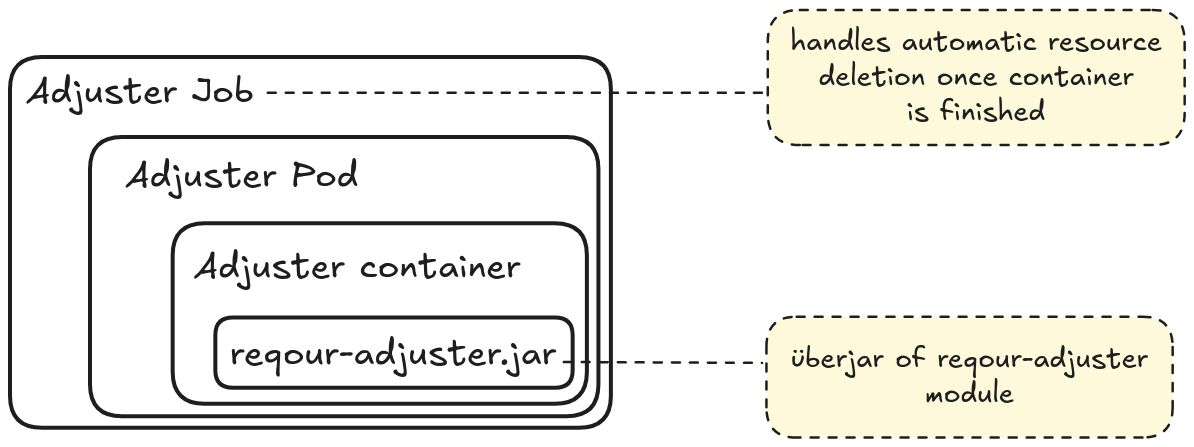 Adjuster Job
handles automatic resource
deletion once container
is finished
Adjuster Pod
Adjuster container
reqour-adjuster.jar
überjar of reqour-adjuster
module